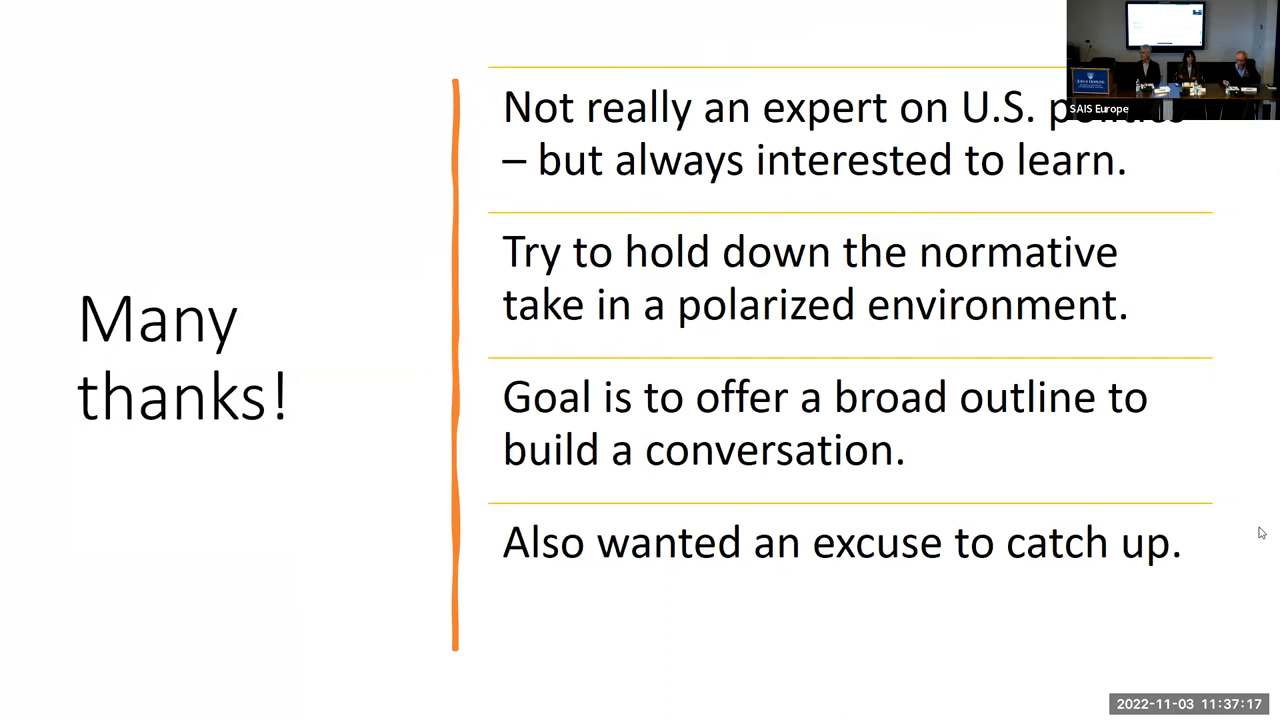 Many
thanks!
Not really an expert on U.S.
– but always interested to learn.
Try to hold down the normative
take in a polarized environment.
Goal is to offer a broad outline to
build a conversation.
Also wanted an excuse to catch up.
SAIS Europe
2022-11-03 11:37:17